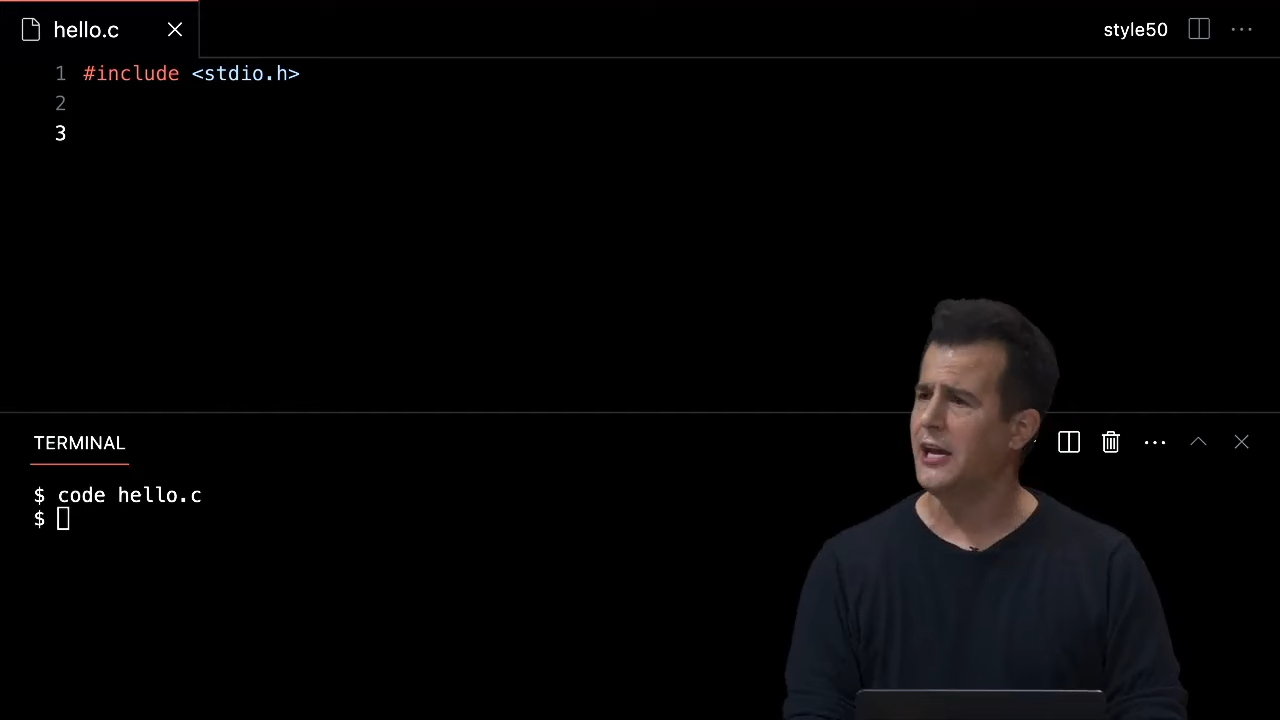 hello.c
style50
1 #include <stdio.h>
2
3
TERMINAL
$ code hello.c
$